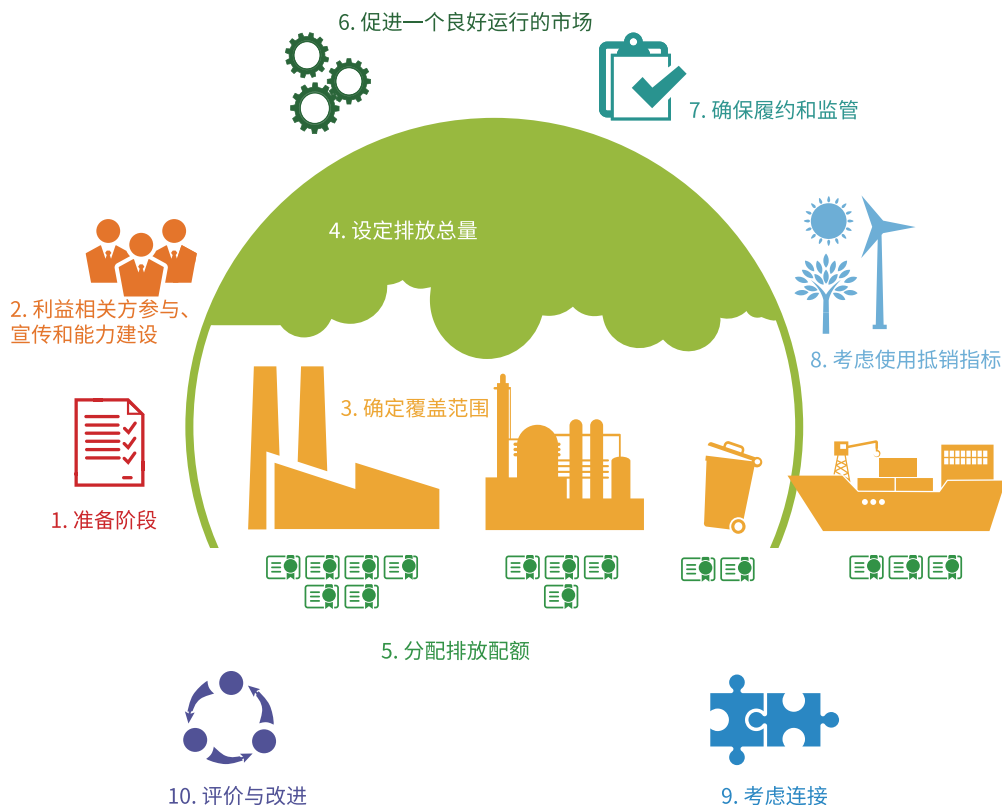 6. 促进一个良好运行的市场
7. 确保履约和监管
4. 设定排放总量
2. 利益相关方参与、
宣传和能力建设
8. 考虑使用抵销指标
3. 确定覆盖范围
1. 准备阶段
5. 分配排放配额
10. 评价与改进
9. 考虑连接